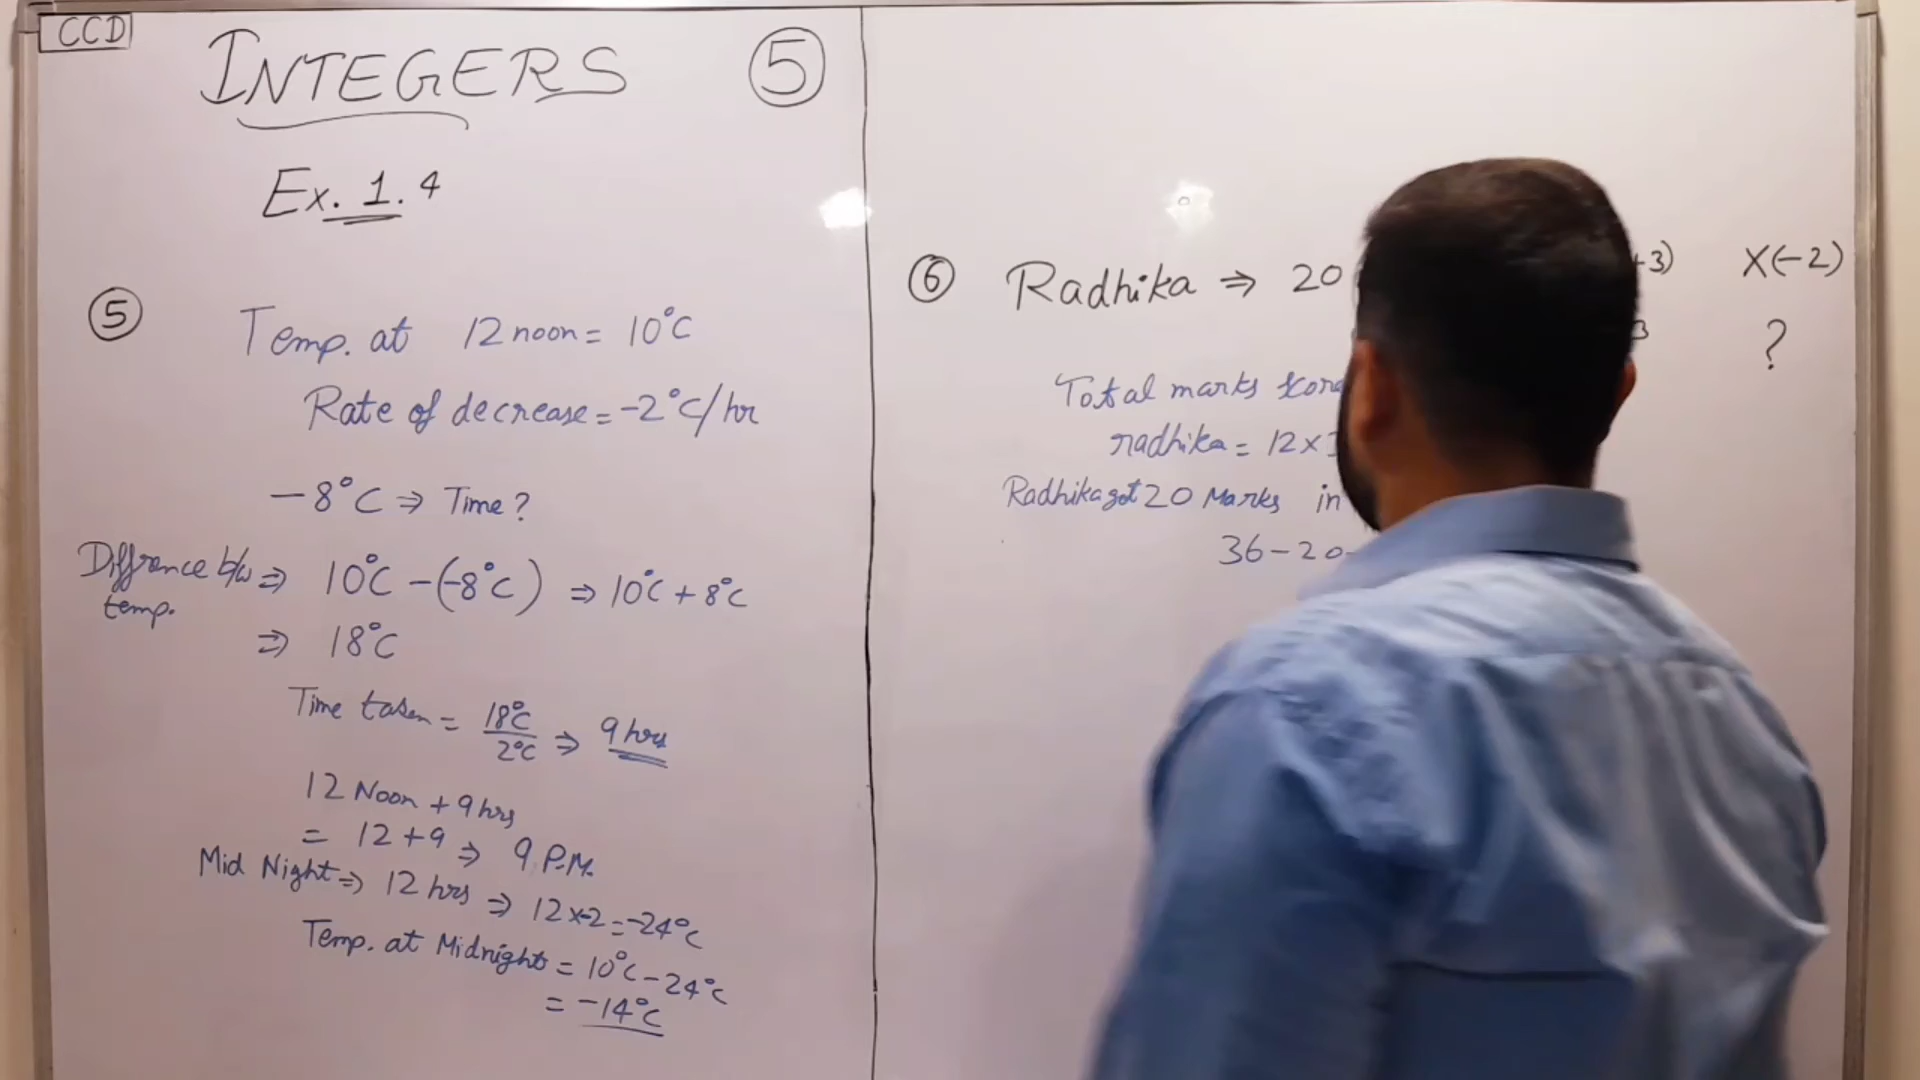 CCD
INTEGERS 5
Ex. 1.4
5 Temp. at 12 noon = 10°C
Rate of decrease = -2°C/hr
-8°C ⇒ Time?
Diffrence b/w temp. ⇒ 10°C - (-8°C) ⇒ 10°C + 8°C
⇒ 18°C
Time taken = 18°C/2°C ⇒ 9 hrs
12 Noon + 9 hrs
= 12 + 9 ⇒ 9 P.M.
Mid Night ⇒ 12 hrs ⇒ 12 x -2 = -24°C
Temp. at Midnight = 10°C - 24°C
= -14°C
6 Radhika ⇒ 20 +3) X(-2)
3 ?
Total marks
radhika = 12 x
Radhika got 20 Marks in
36 - 20